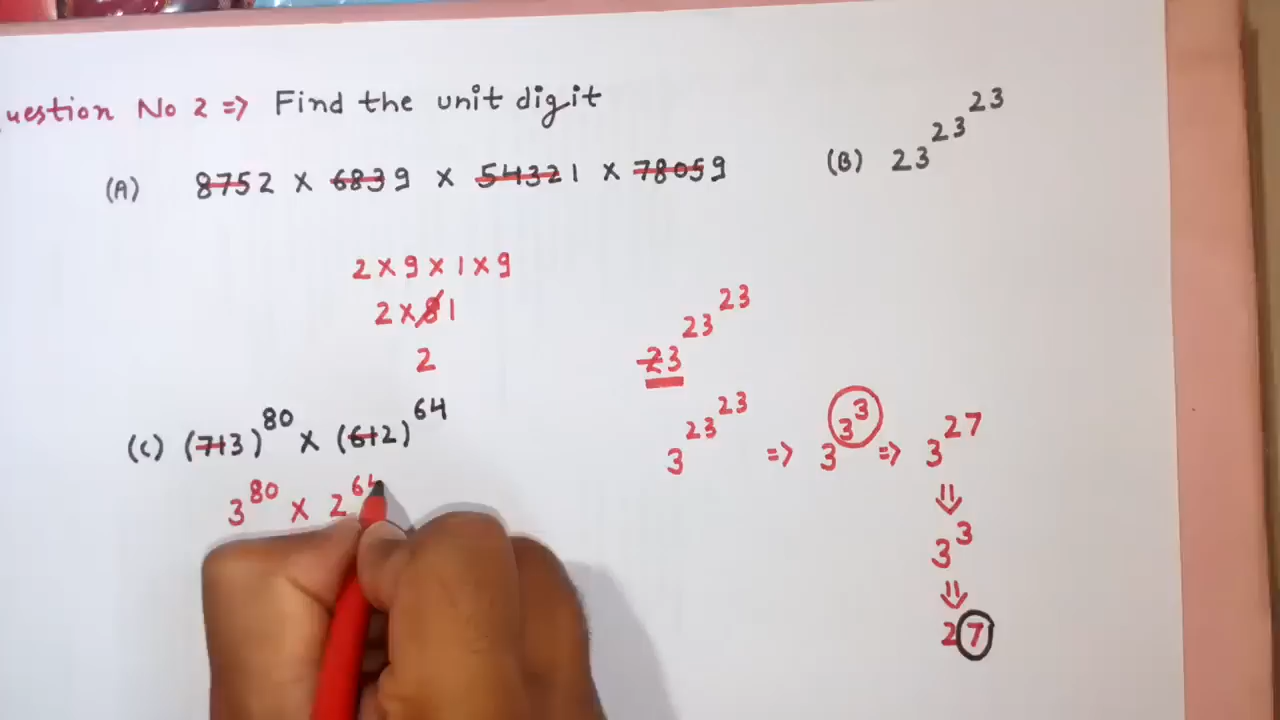 uestion No 2 => Find the unit digit
(A) 8752 × 6839 × 54321 × 78059
(B) 23^23^23
2 × 9 × 1 × 9
2 × 81
2
(C) (713)^80 × (612)^64
3^80 × 2^64
23^23^23
3^23^23 => 3^3^3 => 3^27
⇓
3^3
⇓
27